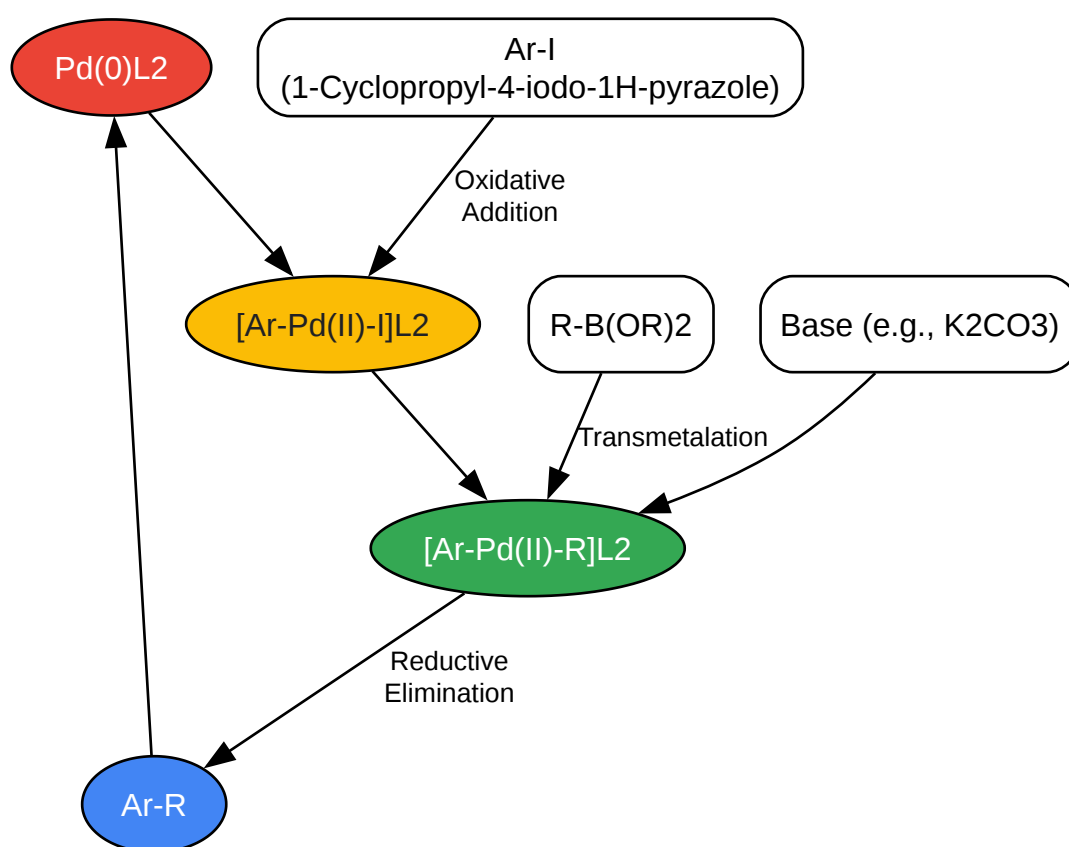 Pd(0)L2
Ar-I
(1-Cyclopropyl-4-iodo-1H-pyrazole)
Oxidative
Addition
[Ar-Pd(II)-I]L2
R-B(OR)2
Base (e.g., K2CO3)
Transmetalation
[Ar-Pd(II)-R]L2
Reductive
Elimination
Ar-R